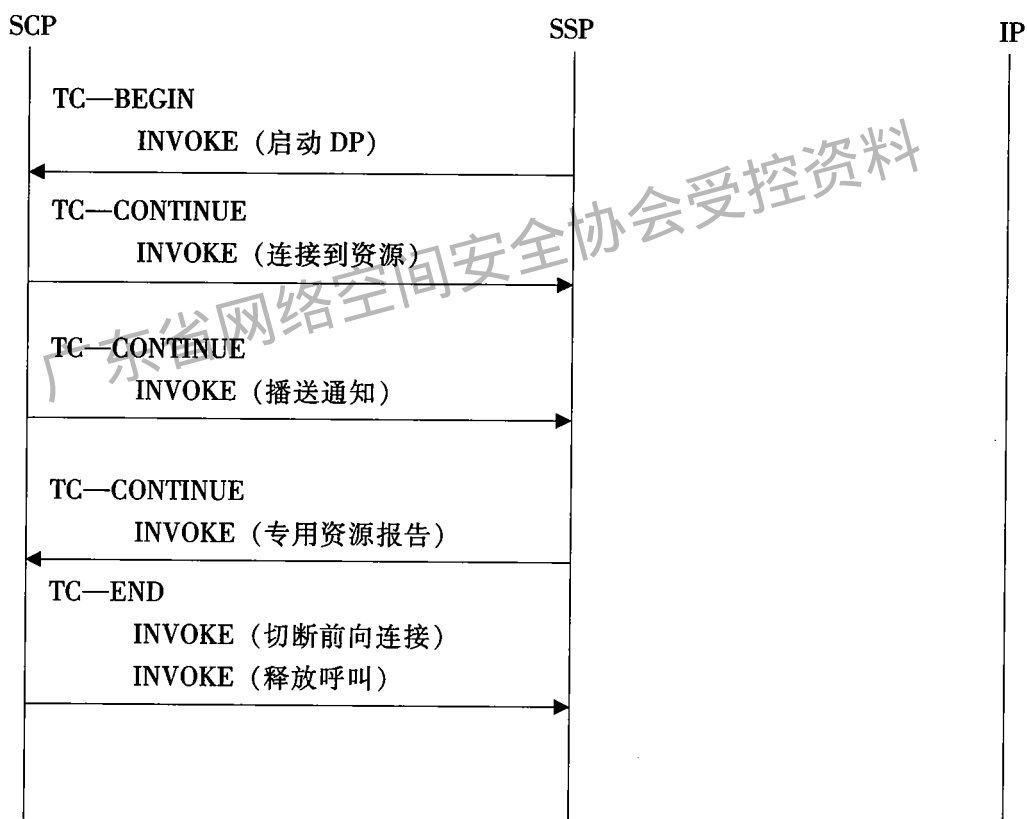 SCP SSP IP
TC—BEGIN
INVOKE（启动 DP）
TC—CONTINUE
INVOKE（连接到资源）
TC—CONTINUE
INVOKE（播送通知）
TC—CONTINUE
INVOKE（专用资源报告）
TC—END
INVOKE（切断前向连接）
INVOKE（释放呼叫）
广东省网络空间安全协会受控资料